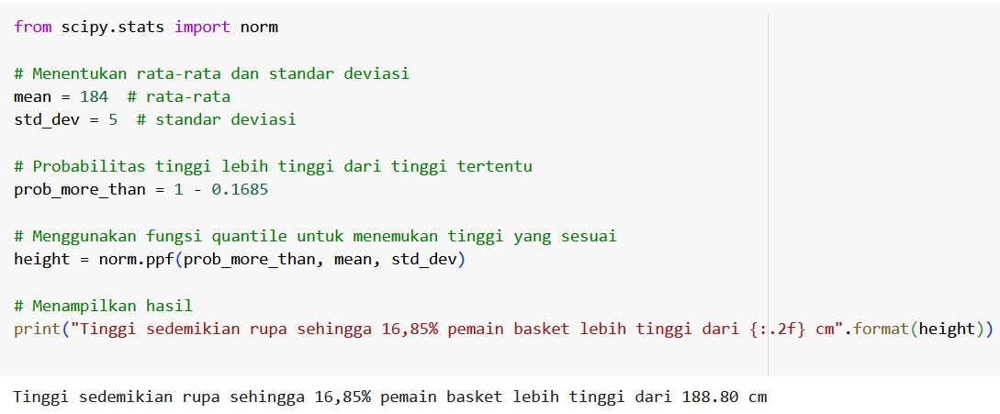 from scipy.stats import norm
# Menentukan rata-rata dan standar deviasi
mean = 184  # rata-rata
std_dev = 5  # standar deviasi
# Probabilitas tinggi lebih tinggi dari tinggi tertentu
prob_more_than = 1 - 0.1685
# Menggunakan fungsi quantile untuk menemukan tinggi yang sesuai
height = norm.ppf(prob_more_than, mean, std_dev)
# Menampilkan hasil
print("Tinggi sedemikian rupa sehingga 16,85% pemain basket lebih tinggi dari {:.2f} cm".format(height))
Tinggi sedemikian rupa sehingga 16,85% pemain basket lebih tinggi dari 188.80 cm